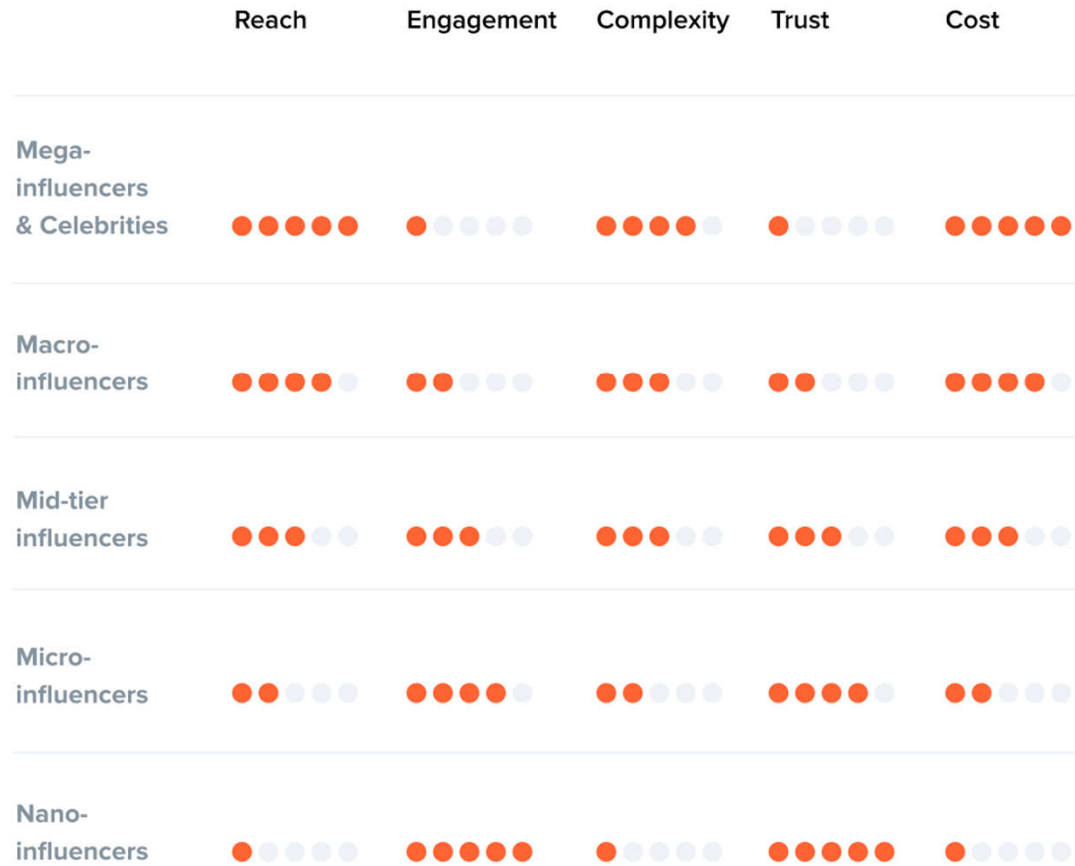 Reach Engagement Complexity Trust Cost
Mega-
influencers
& Celebrities
Macro-
influencers
Mid-tier
influencers
Micro-
influencers
Nano-
influencers